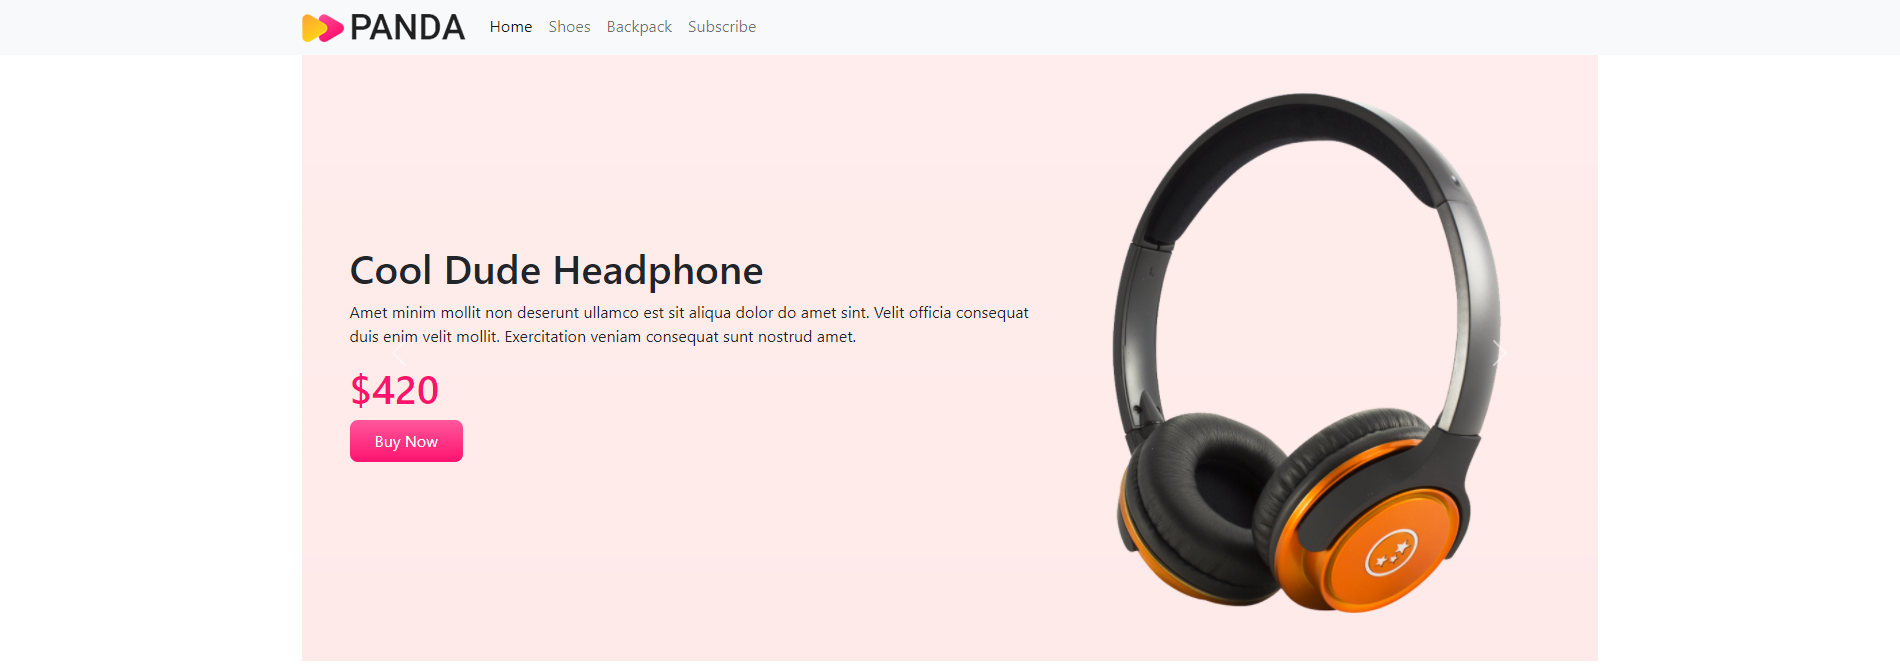 PANDA Home Shoes Backpack Subscribe
Cool Dude Headphone
Amet minim mollit non deserunt ullamco est sit aliqua dolor do amet sint. Velit officia consequat
duis enim velit mollit. Exercitation veniam consequat sunt nostrud amet.
$420
Buy Now